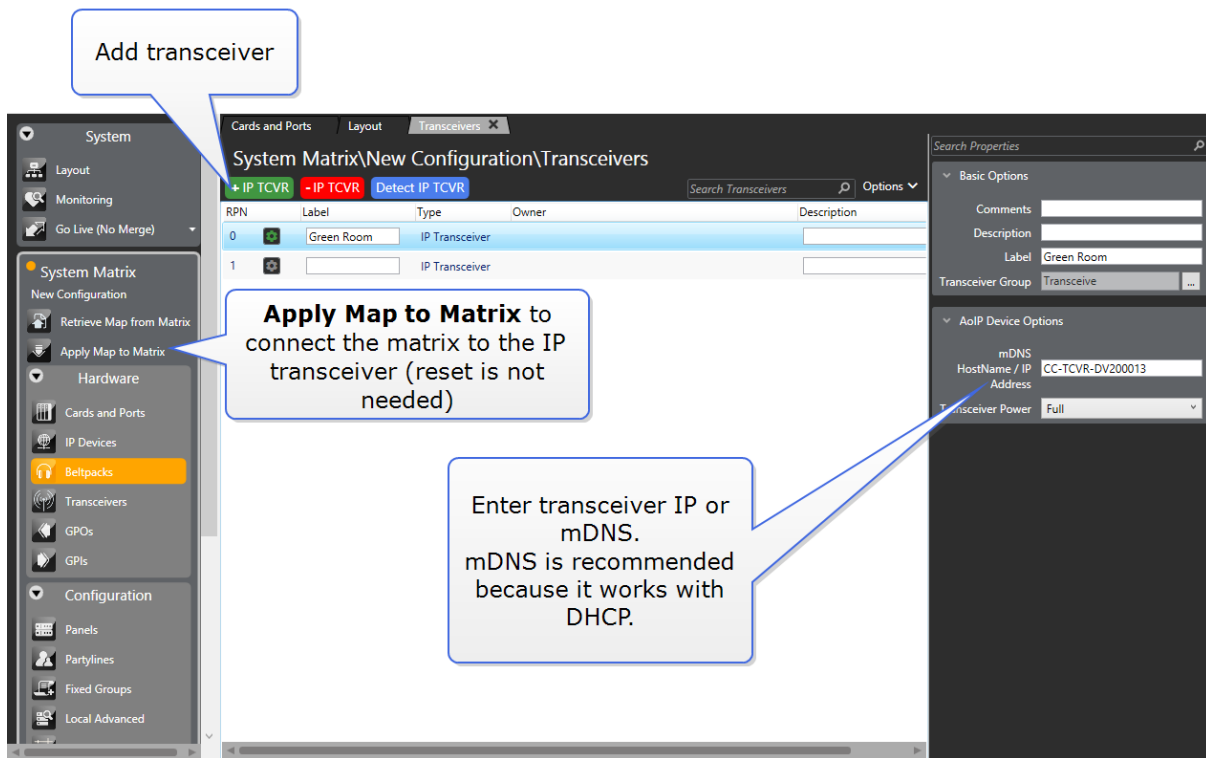 Add transceiver
System
Layout
Monitoring
Go Live (No Merge)
System Matrix
New Configuration
Retrieve Map from Matrix
Apply Map to Matrix
Hardware
Cards and Ports
IP Devices
Beltpacks
Transceivers
GPOs
GPIs
Configuration
Panels
Partylines
Fixed Groups
Local Advanced
Cards and Ports Layout Transceivers X
System Matrix\New Configuration\Transceivers
+ IP TCVR - IP TCVR Detect IP TCVR Search Transceivers Options
RPN Label Type Owner Description
0 Green Room IP Transceiver
1 IP Transceiver
Apply Map to Matrix to
connect the matrix to the IP
transceiver (reset is not
needed)
Enter transceiver IP or
mDNS.
mDNS is recommended
because it works with
DHCP.
Search Properties
Basic Options
Comments
Description
Label Green Room
Transceiver Group Transceive ...
AoIP Device Options
mDNS
HostName / IP CC-TCVR-DV200013
Address
Transceiver Power Full